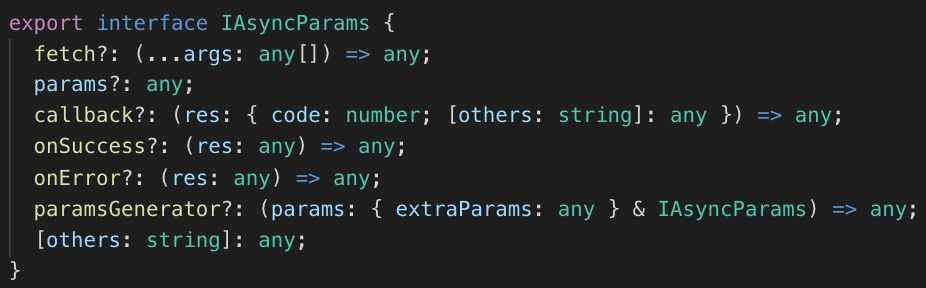 export interface IAsyncParams {
  fetch?: (...args: any[]) => any;
  params?: any;
  callback?: (res: { code: number; [others: string]: any }) => any;
  onSuccess?: (res: any) => any;
  onError?: (res: any) => any;
  paramsGenerator?: (params: { extraParams: any } & IAsyncParams) => any;
  [others: string]: any;
}